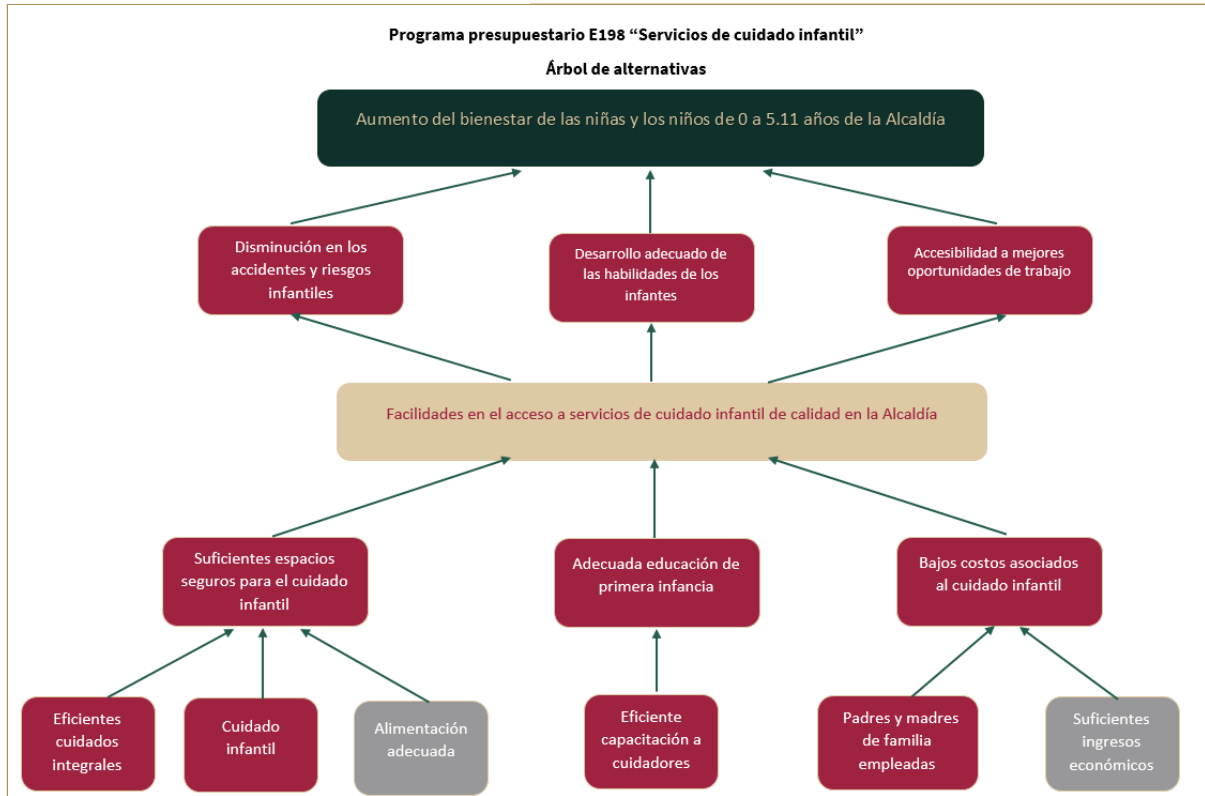 Programa presupuestario E198 “Servicios de cuidado infantil”
Árbol de alternativas
Aumento del bienestar de las niñas y los niños de 0 a 5.11 años de la Alcaldía
Disminución en los
accidentes y riesgos
infantiles
Desarrollo adecuado de
las habilidades de los
infantes
Accesibilidad a mejores
oportunidades de trabajo
Facilidades en el acceso a servicios de cuidado infantil de calidad en la Alcaldía
Suficientes espacios
seguros para el cuidado
infantil
Adecuada educación de
primera infancia
Bajos costos asociados
al cuidado infantil
Eficientes
cuidados
integrales
Cuidado
infantil
Alimentación
adecuada
Eficiente
capacitación a
cuidadores
Padres y madres
de familia
empleadas
Suficientes
ingresos
económicos